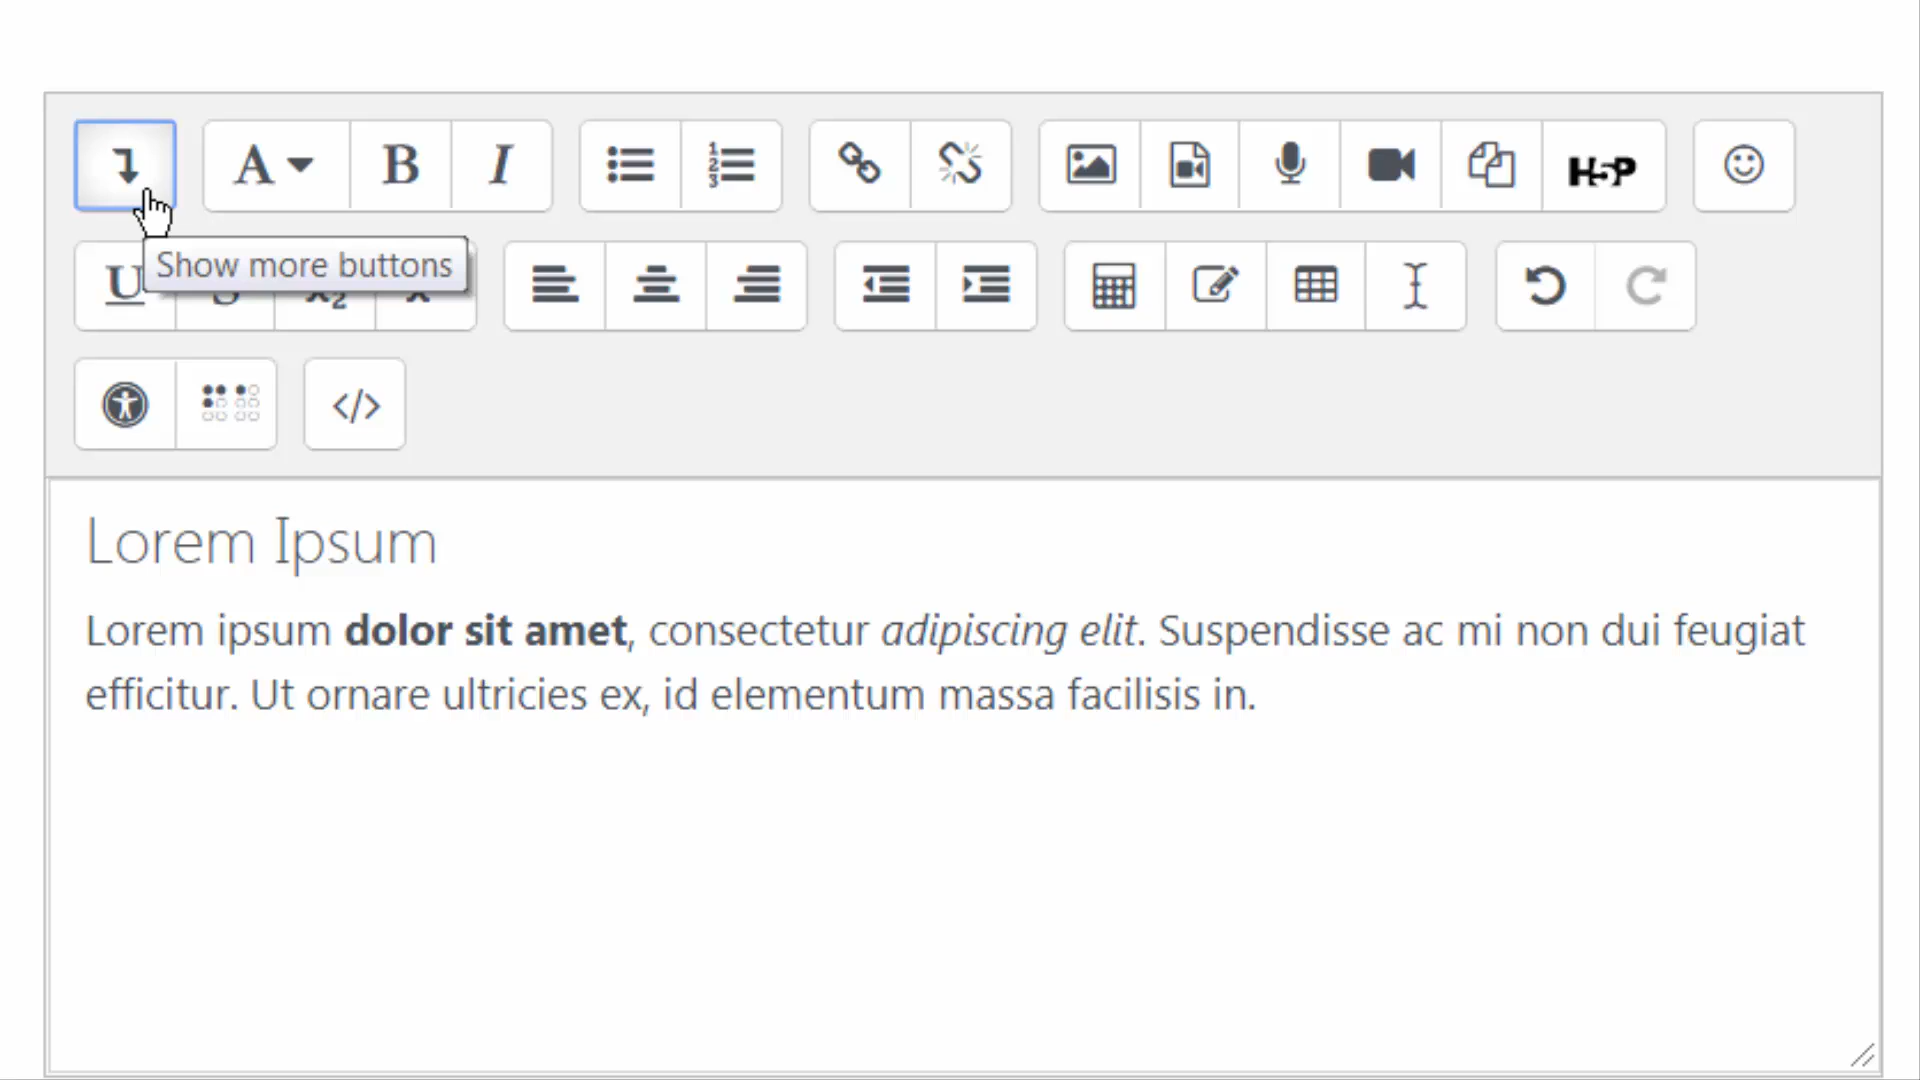 A B I H5P
Show more buttons
U
Lorem Ipsum
Lorem ipsum dolor sit amet, consectetur adipiscing elit. Suspendisse ac mi non dui feugiat
efficitur. Ut ornare ultricies ex, id elementum massa facilisis in.